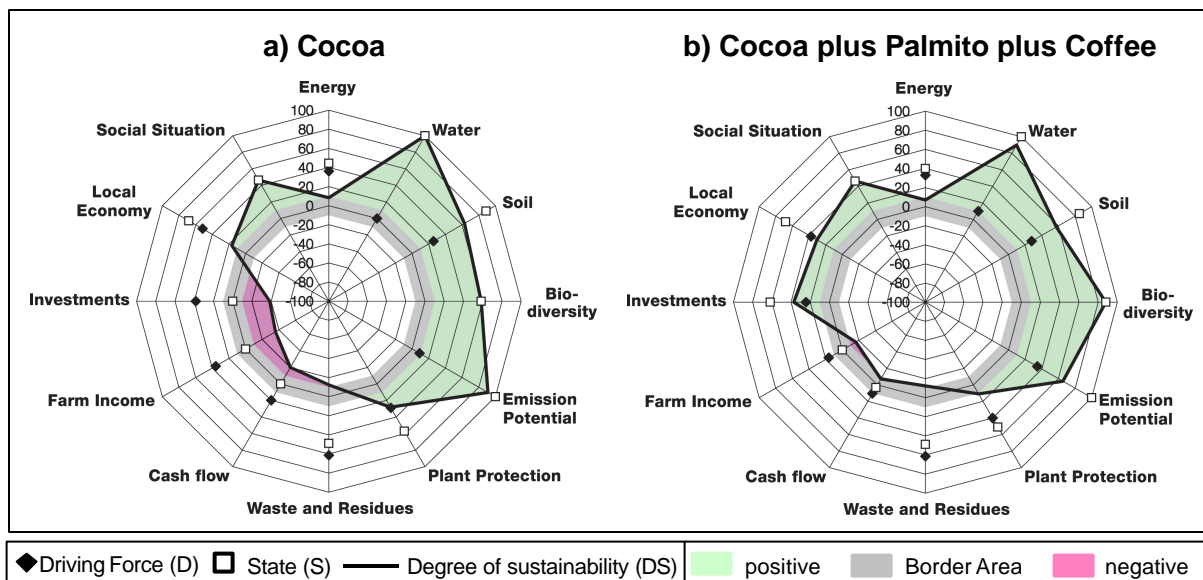 a) Cocoa
Energy
100
80
60
40
20
0
-20
-40
-60
-80
-100
Water
Soil
Bio-
diversity
Emission
Potential
Plant Protection
Waste and Residues
Cash flow
Farm Income
Investments
Local
Economy
Social Situation
b) Cocoa plus Palmito plus Coffee
Energy
100
80
60
40
20
0
-20
-40
-60
-80
-100
Water
Soil
Bio-
diversity
Emission
Potential
Plant Protection
Waste and Residues
Cash flow
Farm Income
Investments
Local
Economy
Social Situation
Driving Force (D) State (S) Degree of sustainability (DS) positive Border Area negative